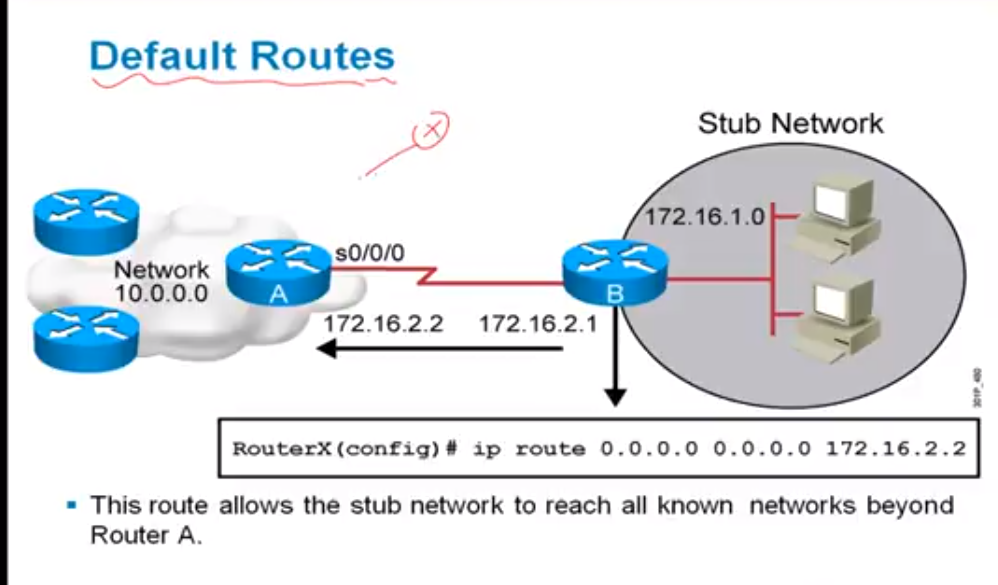 Default Routes
Stub Network
172.16.1.0
s0/0/0
Network
10.0.0.0
A
B
172.16.2.2
172.16.2.1
RouterX(config)# ip route 0.0.0.0 0.0.0.0 172.16.2.2
▪ This route allows the stub network to reach all known networks beyond
Router A.